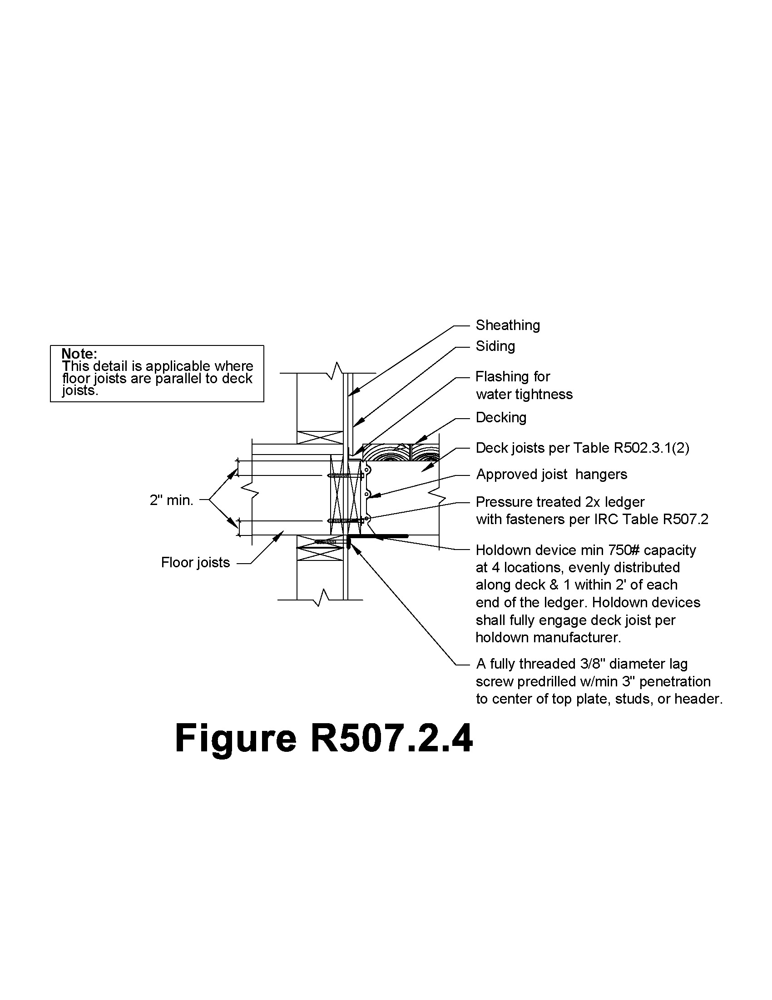 Note:
This detail is applicable where
floor joists are parallel to deck
joists.
Sheathing
Siding
Flashing for
water tightness
Decking
Deck joists per Table R502.3.1(2)
Approved joist hangers
Pressure treated 2x ledger
with fasteners per IRC Table R507.2
2" min.
Floor joists
Holdown device min 750# capacity
at 4 locations, evenly distributed
along deck & 1 within 2' of each
end of the ledger. Holdown devices
shall fully engage deck joist per
holdown manufacturer.
A fully threaded 3/8" diameter lag
screw predrilled w/min 3" penetration
to center of top plate, studs, or header.
Figure R507.2.4